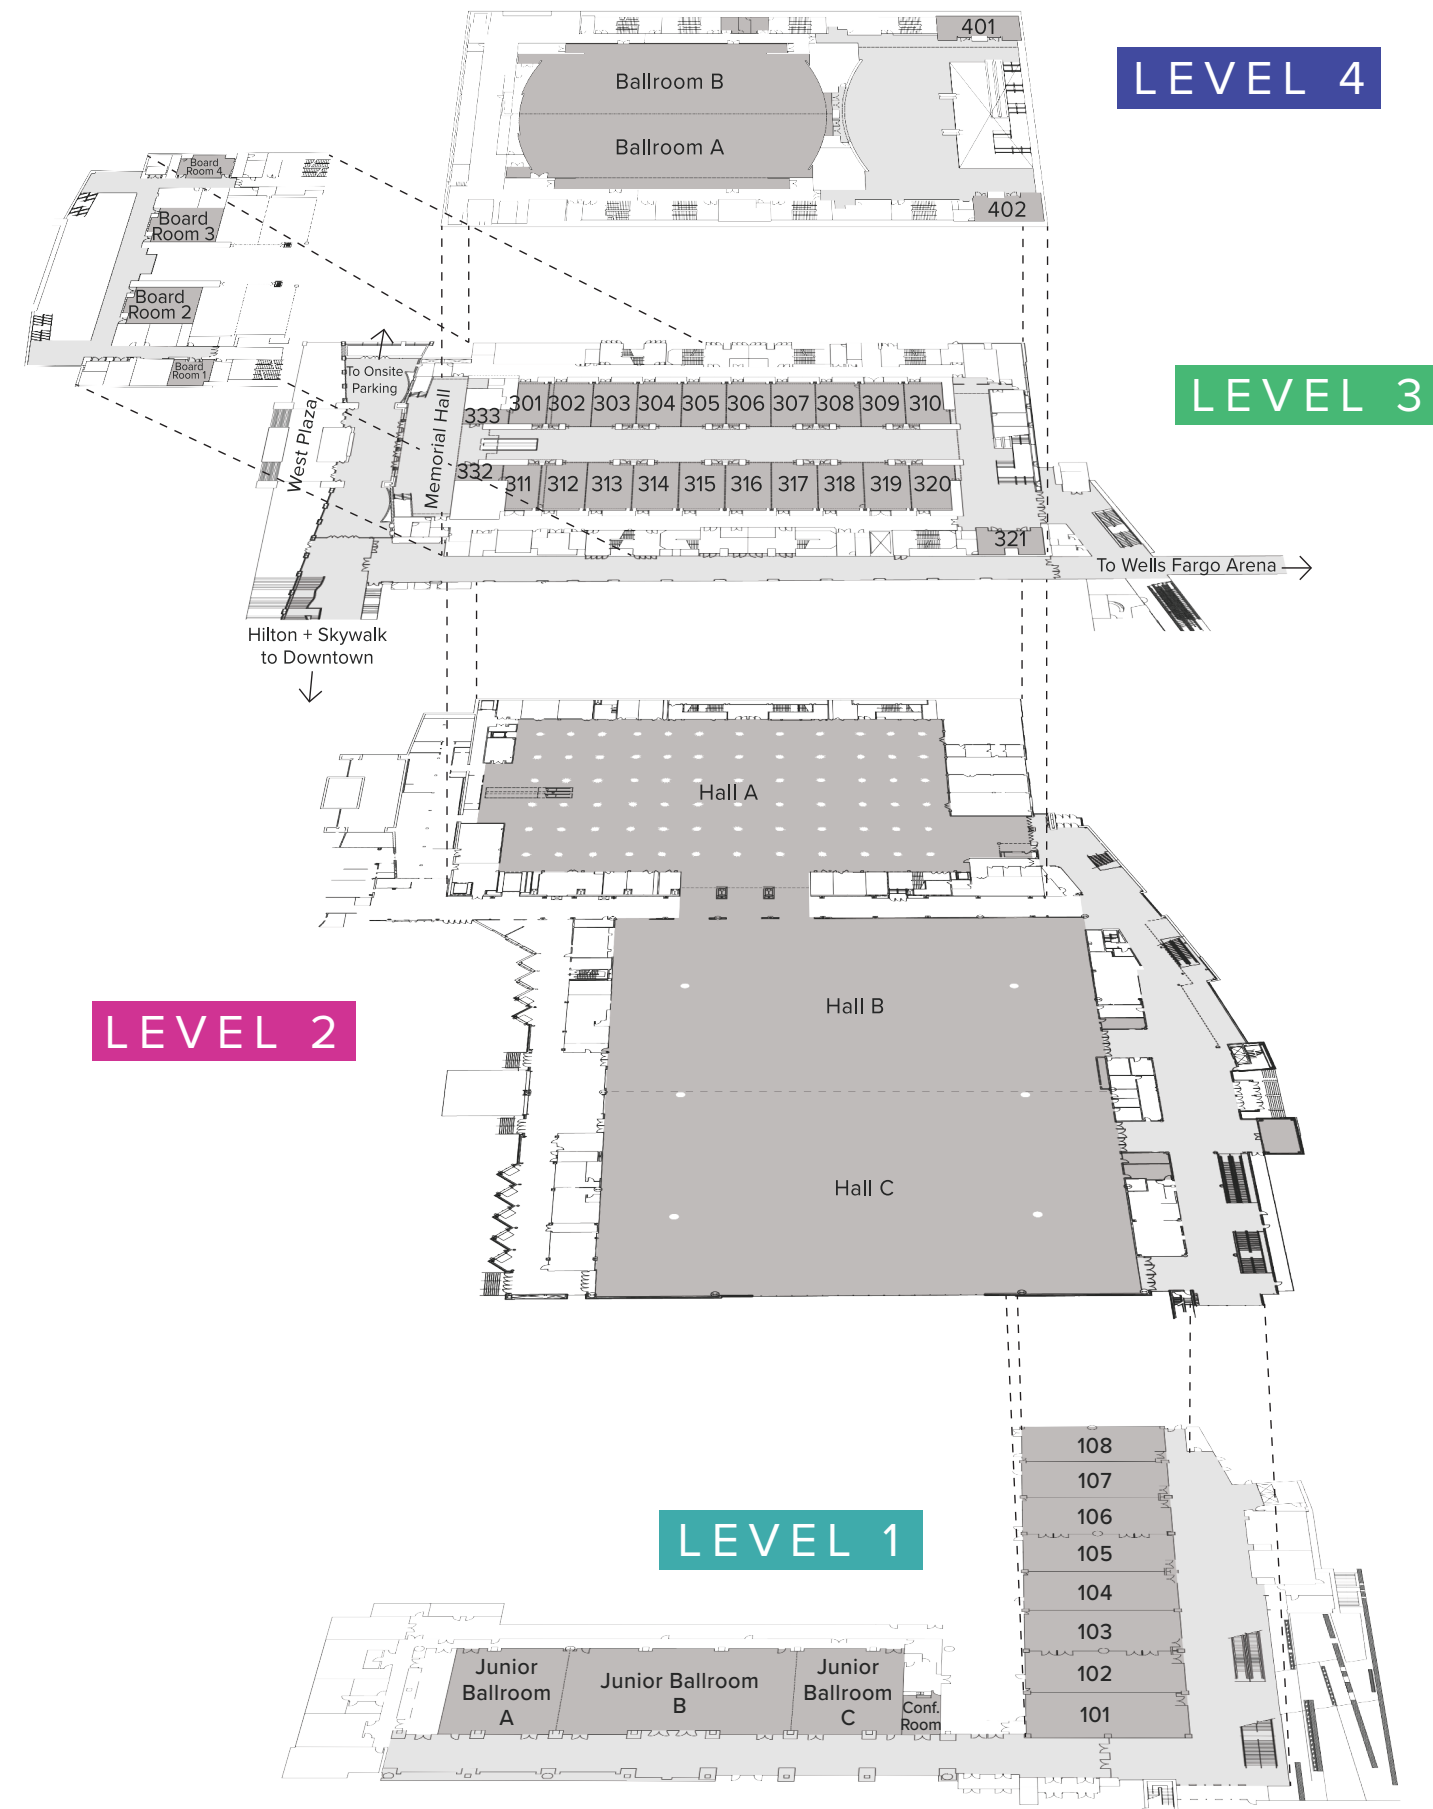 401
LEVEL 4
Ballroom B
Ballroom A
402
Board
Room 4
Board
Room 3
Board
Room 2
Board
Room 1
To Onsite
Parking
West Plaza
Memorial Hall
LEVEL 3
333
301 302 303 304 305 306 307 308 309 310
332
311 312 313 314 315 316 317 318 319 320
321
To Wells Fargo Arena
Hilton + Skywalk
to Downtown
Hall A
Hall B
LEVEL 2
Hall C
108
107
106
LEVEL 1
105
104
103
102
101
Junior
Ballroom
A
Junior Ballroom
B
Junior
Ballroom
C
Conf.
Room